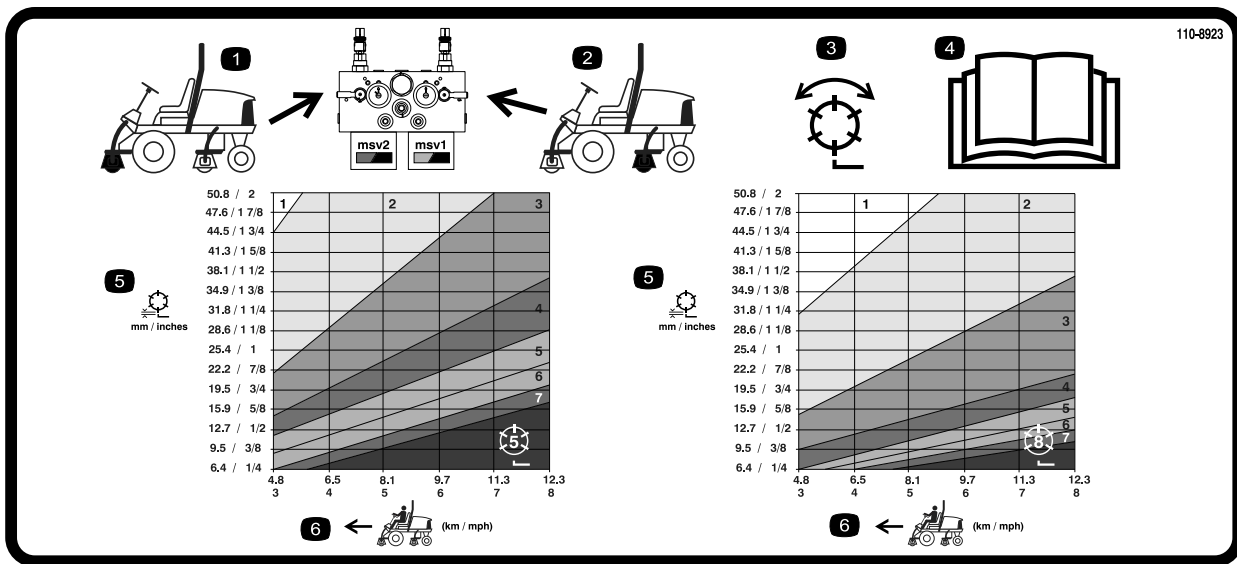 110-8923
1
2
3
4
msv2 msv1
50.8 / 2
47.6 / 1 7/8
44.5 / 1 3/4
41.3 / 1 5/8
38.1 / 1 1/2
34.9 / 1 3/8
31.8 / 1 1/4
28.6 / 1 1/8
25.4 / 1
22.2 / 7/8
19.5 / 3/4
15.9 / 5/8
12.7 / 1/2
9.5 / 3/8
6.4 / 1/4
5
mm / inches
1 2 3
4
5
6
7
5
4.8 6.5 8.1 9.7 11.3 12.3
3 4 5 6 7 8
6
(km / mph)
50.8 / 2
47.6 / 1 7/8
44.5 / 1 3/4
41.3 / 1 5/8
38.1 / 1 1/2
34.9 / 1 3/8
31.8 / 1 1/4
28.6 / 1 1/8
25.4 / 1
22.2 / 7/8
19.5 / 3/4
15.9 / 5/8
12.7 / 1/2
9.5 / 3/8
6.4 / 1/4
5
mm / inches
1 2
3
4
5
6
7
8
4.8 6.5 8.1 9.7 11.3 12.3
3 4 5 6 7 8
6
(km / mph)